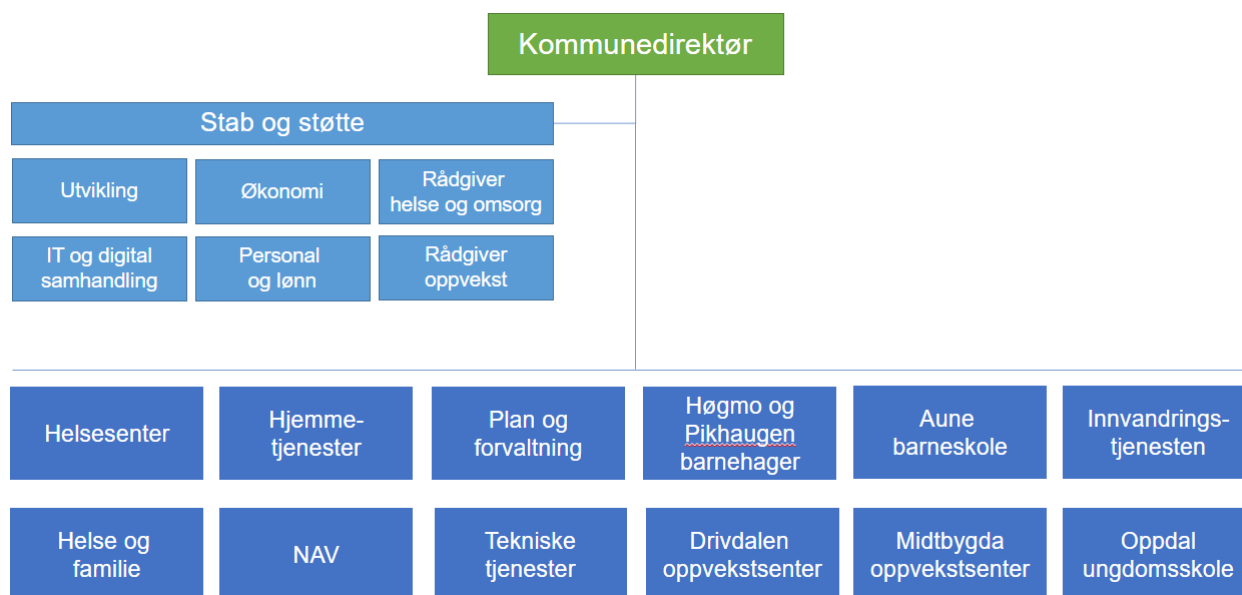 Kommunedirektør
Stab og støtte
Utvikling
Økonomi
Rådgiver
helse og omsorg
IT og digital
samhandling
Personal
og lønn
Rådgiver
oppvekst
Helsesenter
Hjemme-
tjenester
Plan og
forvaltning
Høgmo og
Pikhaugen
barnehager
Aune
barneskole
Innvandrings-
tjenesten
Helse og
familie
NAV
Tekniske
tjenester
Drivdalen
oppvekstsenter
Midtbygda
oppvekstsenter
Oppdal
ungdomsskole